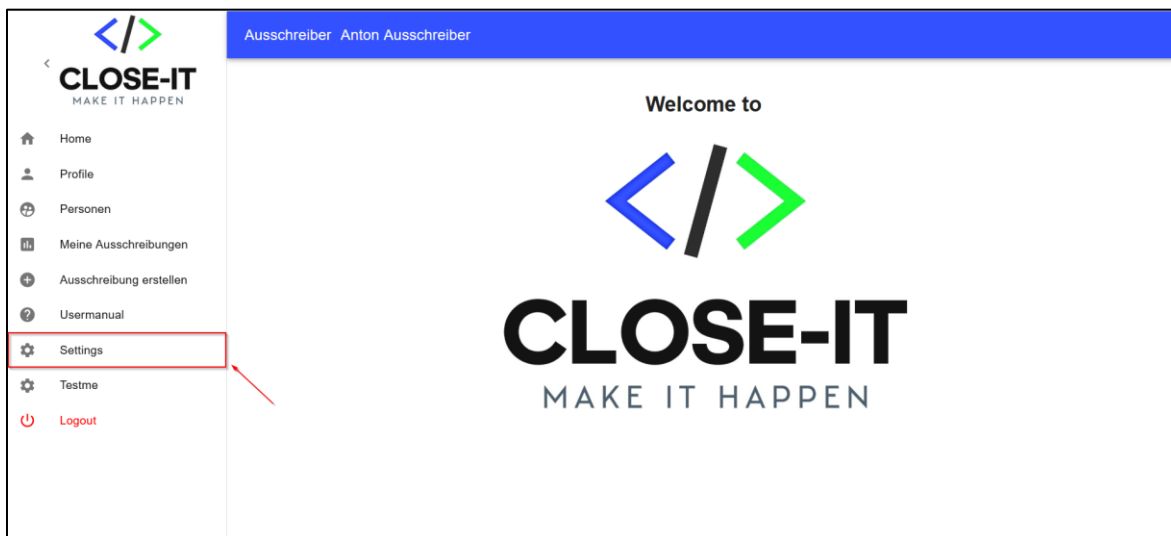 CLOSE-IT
MAKE IT HAPPEN
Home
Profile
Personen
Meine Ausschreibungen
Ausschreibung erstellen
Usermanual
Settings
Testme
Logout
Ausschreiber Anton Ausschreiber
Welcome to
CLOSE-IT
MAKE IT HAPPEN